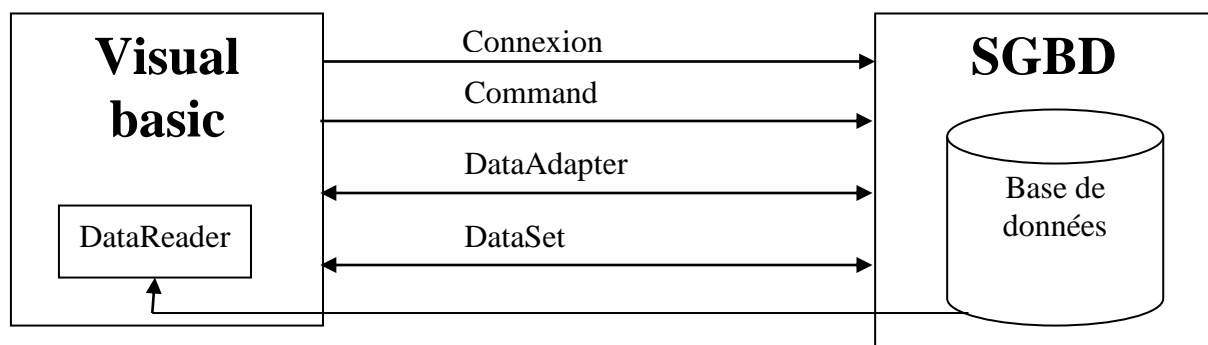 Visual
basic
DataReader
Connexion
Command
DataAdapter
DataSet
SGBD
Base de
données